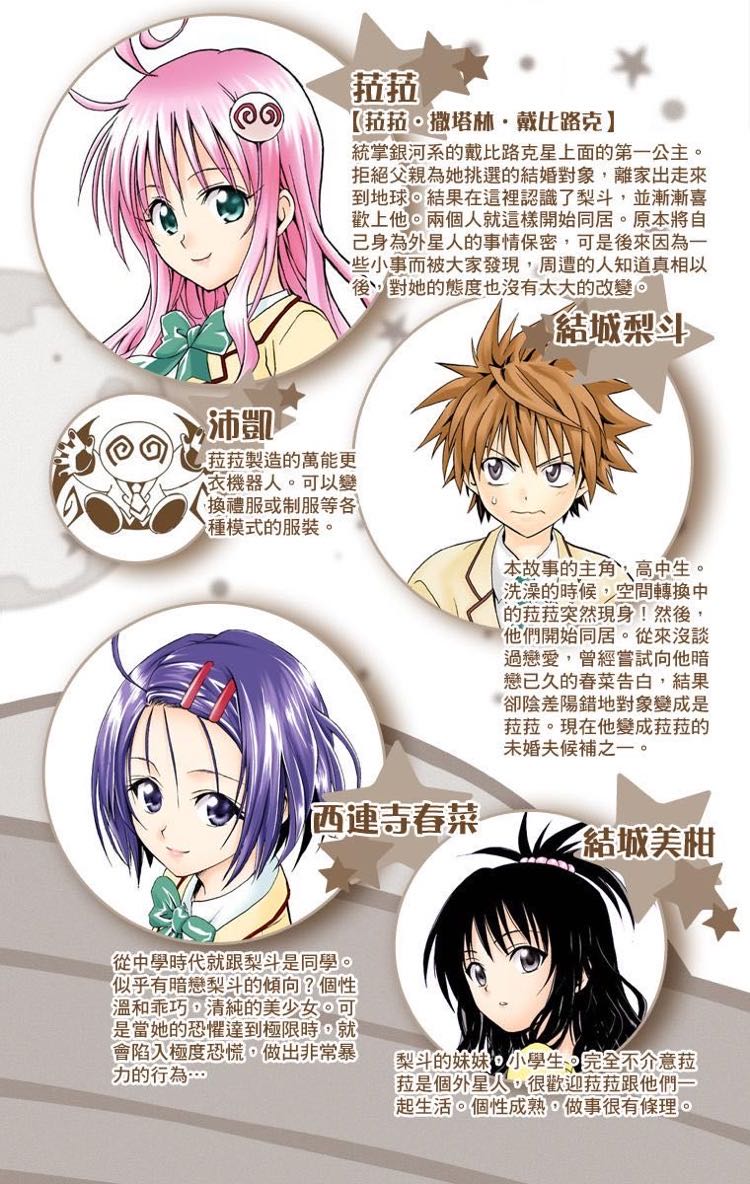 菈菈
【菈菈·撒塔林·戴比路克】
統掌銀河系的戴比路克星上面的第一公主。
拒絕父親為她挑選的結婚對象，離家出走來
到地球。結果在這裡認識了梨斗，並漸漸喜
歡上他。兩個人就這樣開始同居。原本將自
己身為外星人的事情保密，可是後來因為一
些小事而被大家發現，周遭的人知道真相以
後，對她的態度也沒有太大的改變。
結城梨斗
本故事的主角，高中生。
洗澡的時候，空間轉換中
的菈菈突然現身！然後，
他們開始同居。從來沒談
過戀愛，曾經嘗試向他暗
戀已久的春菜告白，結果
卻陰差陽錯地對象變成是
菈菈。現在他變成菈菈的
未婚夫候補之一。
沛凱
菈菈製造的萬能更
衣機器人。可以變
換禮服或制服等各
種模式的服裝。
西連寺春菜
從中學時代就跟梨斗是同學。
似乎有暗戀梨斗的傾向？個性
溫和乖巧，清純的美少女。可
是當她的恐懼達到極限時，就
會陷入極度恐慌，做出非常暴
力的行為…
結城美柑
梨斗的妹妹，小學生。完全不介意菈
菈是個外星人，很歡迎菈菈跟他們一
起生活。個性成熟，做事很有條理。